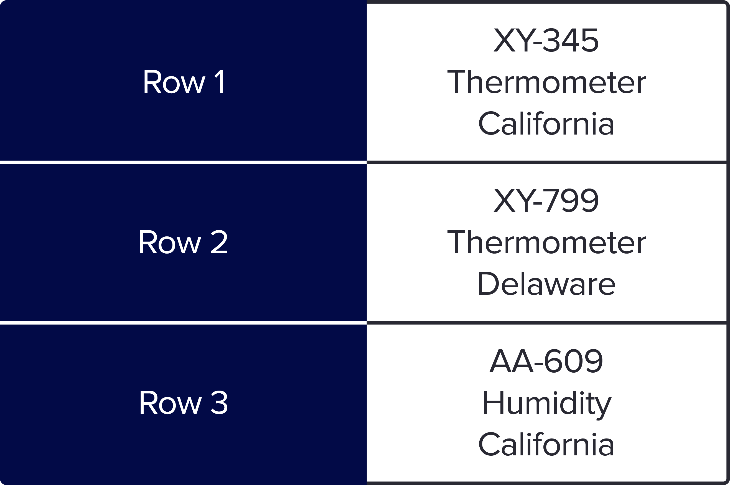 Row 1
XY-345
Thermometer
California
Row 2
XY-799
Thermometer
Delaware
Row 3
AA-609
Humidity
California